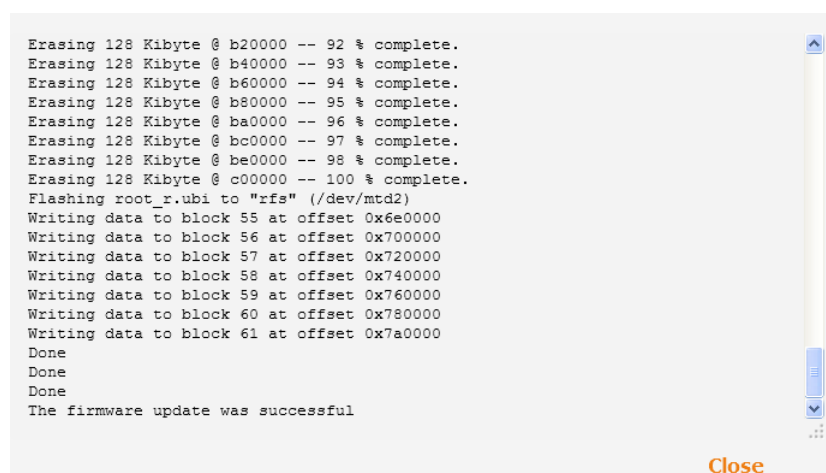 Erasing 128 Kibyte @ b20000 -- 92 % complete.
Erasing 128 Kibyte @ b40000 -- 93 % complete.
Erasing 128 Kibyte @ b60000 -- 94 % complete.
Erasing 128 Kibyte @ b80000 -- 95 % complete.
Erasing 128 Kibyte @ ba0000 -- 96 % complete.
Erasing 128 Kibyte @ bc0000 -- 97 % complete.
Erasing 128 Kibyte @ be0000 -- 98 % complete.
Erasing 128 Kibyte @ c00000 -- 100 % complete.
Flashing root_r.ubi to "rfs" (/dev/mtd2)
Writing data to block 55 at offset 0x6e0000
Writing data to block 56 at offset 0x700000
Writing data to block 57 at offset 0x720000
Writing data to block 58 at offset 0x740000
Writing data to block 59 at offset 0x760000
Writing data to block 60 at offset 0x780000
Writing data to block 61 at offset 0x7a0000
Done
Done
Done
The firmware update was successful
Close